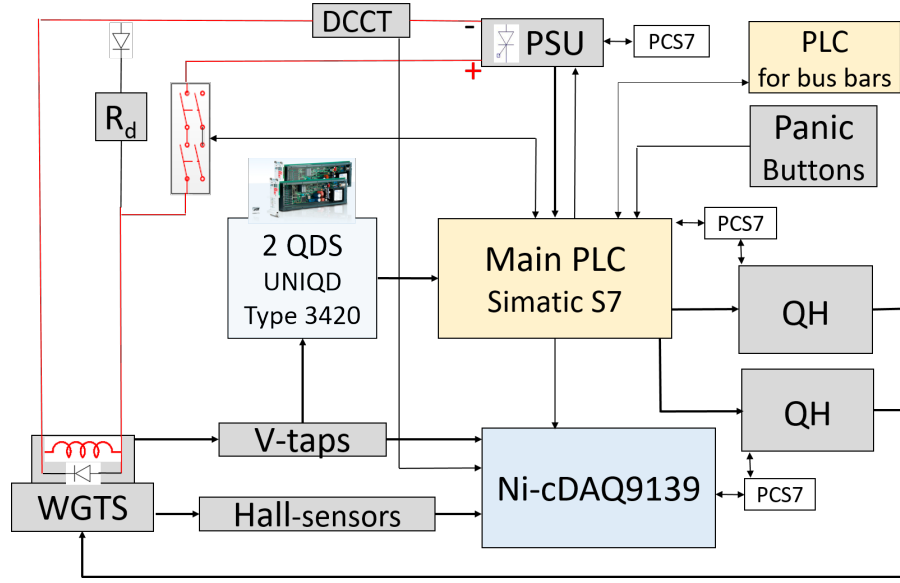 DCCT
-
PSU
PCS7
PLC
for bus bars
+
Rd
Panic
Buttons
2 QDS
UNIQD
Type 3420
Main PLC
Simatic S7
PCS7
QH
QH
V-taps
Ni-cDAQ9139
PCS7
WGTS
Hall-sensors